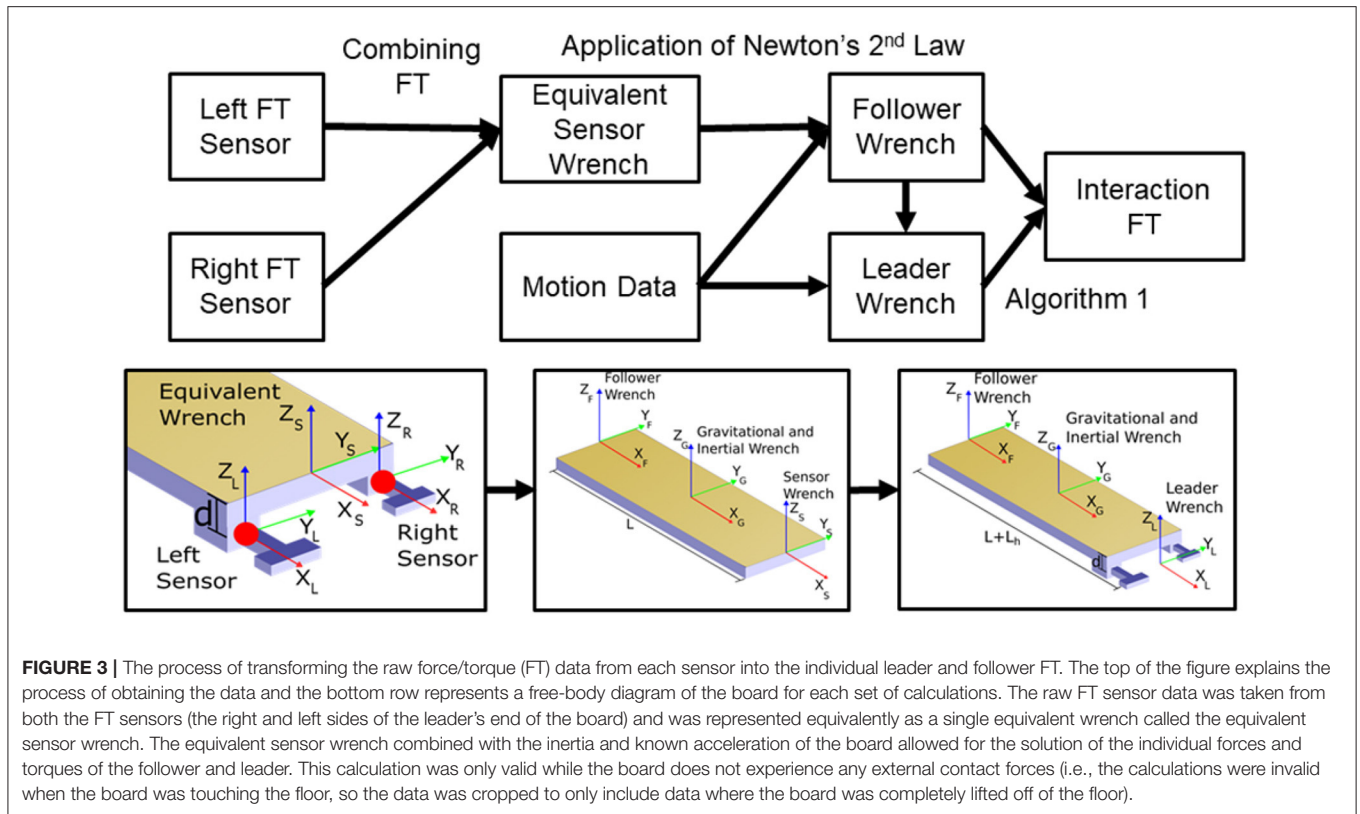 Combining
FT
Application of Newton's 2nd Law
Left FT
Sensor
Equivalent
Sensor
Wrench
Follower
Wrench
Interaction
FT
Right FT
Sensor
Motion Data
Leader
Wrench
Algorithm 1
Equivalent
Wrench
Z_S
Z_R
Y_S
Y_R
Z_L
d
X_S
X_R
Y_L
Right
Sensor
Left
Sensor
X_L
Follower
Wrench
Z_F
Y_F
X_F
Gravitational and
Inertial Wrench
Z_G
Y_G
X_G
Sensor
Wrench
Z_S
Y_S
X_S
L
Follower
Wrench
Z_F
Y_F
X_F
Gravitational and
Inertial Wrench
Z_G
Y_G
X_G
Leader
Wrench
Z_L
Y_L
X_L
L+L_h
d
FIGURE 3 | The process of transforming the raw force/torque (FT) data from each sensor into the individual leader and follower FT. The top of the figure explains the
process of obtaining the data and the bottom row represents a free-body diagram of the board for each set of calculations. The raw FT sensor data was taken from
both the FT sensors (the right and left sides of the leader's end of the board) and was represented equivalently as a single equivalent wrench called the equivalent
sensor wrench. The equivalent sensor wrench combined with the inertia and known acceleration of the board allowed for the solution of the individual forces and
torques of the follower and leader. This calculation was only valid while the board does not experience any external contact forces (i.e., the calculations were invalid
when the board was touching the floor, so the data was cropped to only include data where the board was completely lifted off of the floor).